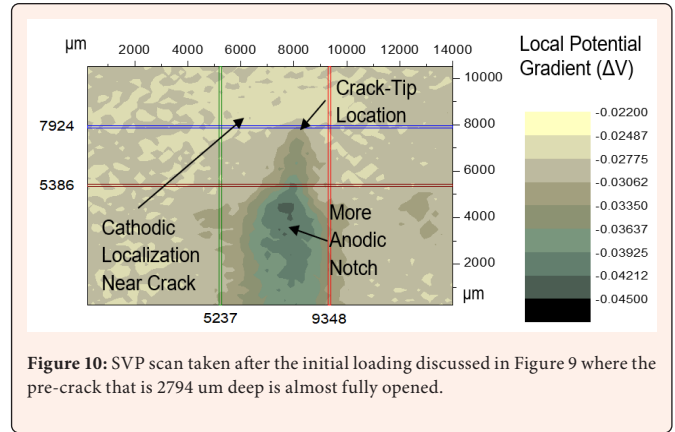 µm 2000 4000 6000 8000 10000 12000 14000
Local Potential
Gradient (ΔV)
10000
Crack-Tip
Location
-0.02200
7924
8000
-0.02487
-0.02775
6000
-0.03062
5386
-0.03350
More
Anodic
Notch
4000
-0.03637
Cathodic
Localization
Near Crack
-0.03925
2000
-0.04212
µm
-0.04500
5237 9348
Figure 10: SVP scan taken after the initial loading discussed in Figure 9 where the
pre-crack that is 2794 um deep is almost fully opened.